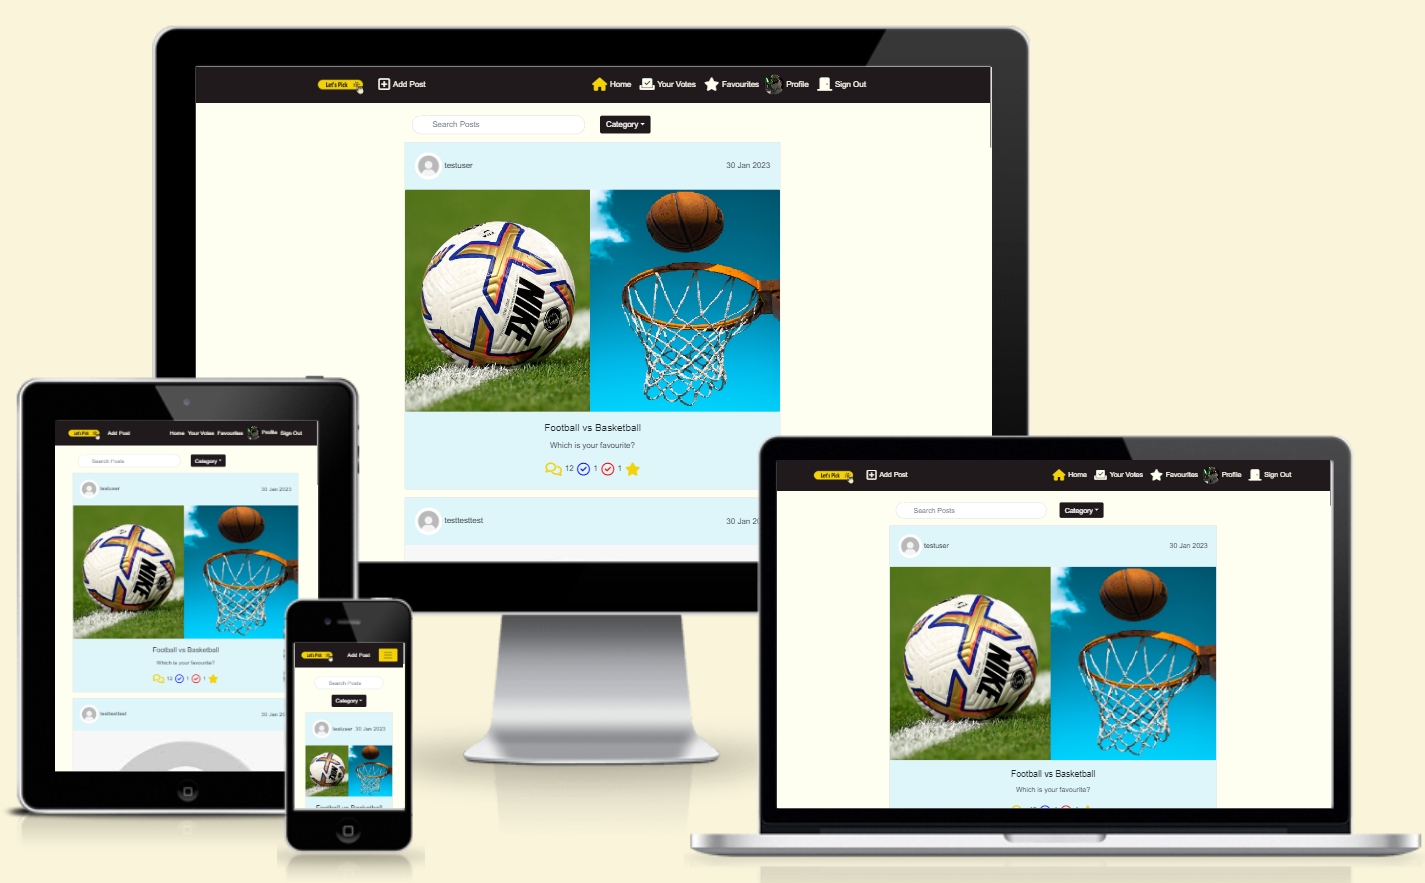 Let's Pick Add Post Home Your Votes Favourites Profile Sign Out
Search Posts Category
testuser 30 Jan 2023
NIKE
Football vs Basketball
Which is your favourite?
12 1 1
testtesttest 30 Jan 20
Let's Pick Add Post Home Your Votes Favourites Profile Sign Out
Search Posts Category
testuser 30 Jan 2023
NIKE
Football vs Basketball
Which is your favourite?
12 1 1
testtesttest 30 Jan 2
Let's Pick Add Post
Search Posts
Category
testuser 30 Jan 2023
NIKE
Football vs Basketball
Let's Pick Add Post Home Your Votes Favourites Profile Sign Out
Search Posts Category
testuser 30 Jan 2023
NIKE
Football vs Basketball
Which is your favourite?